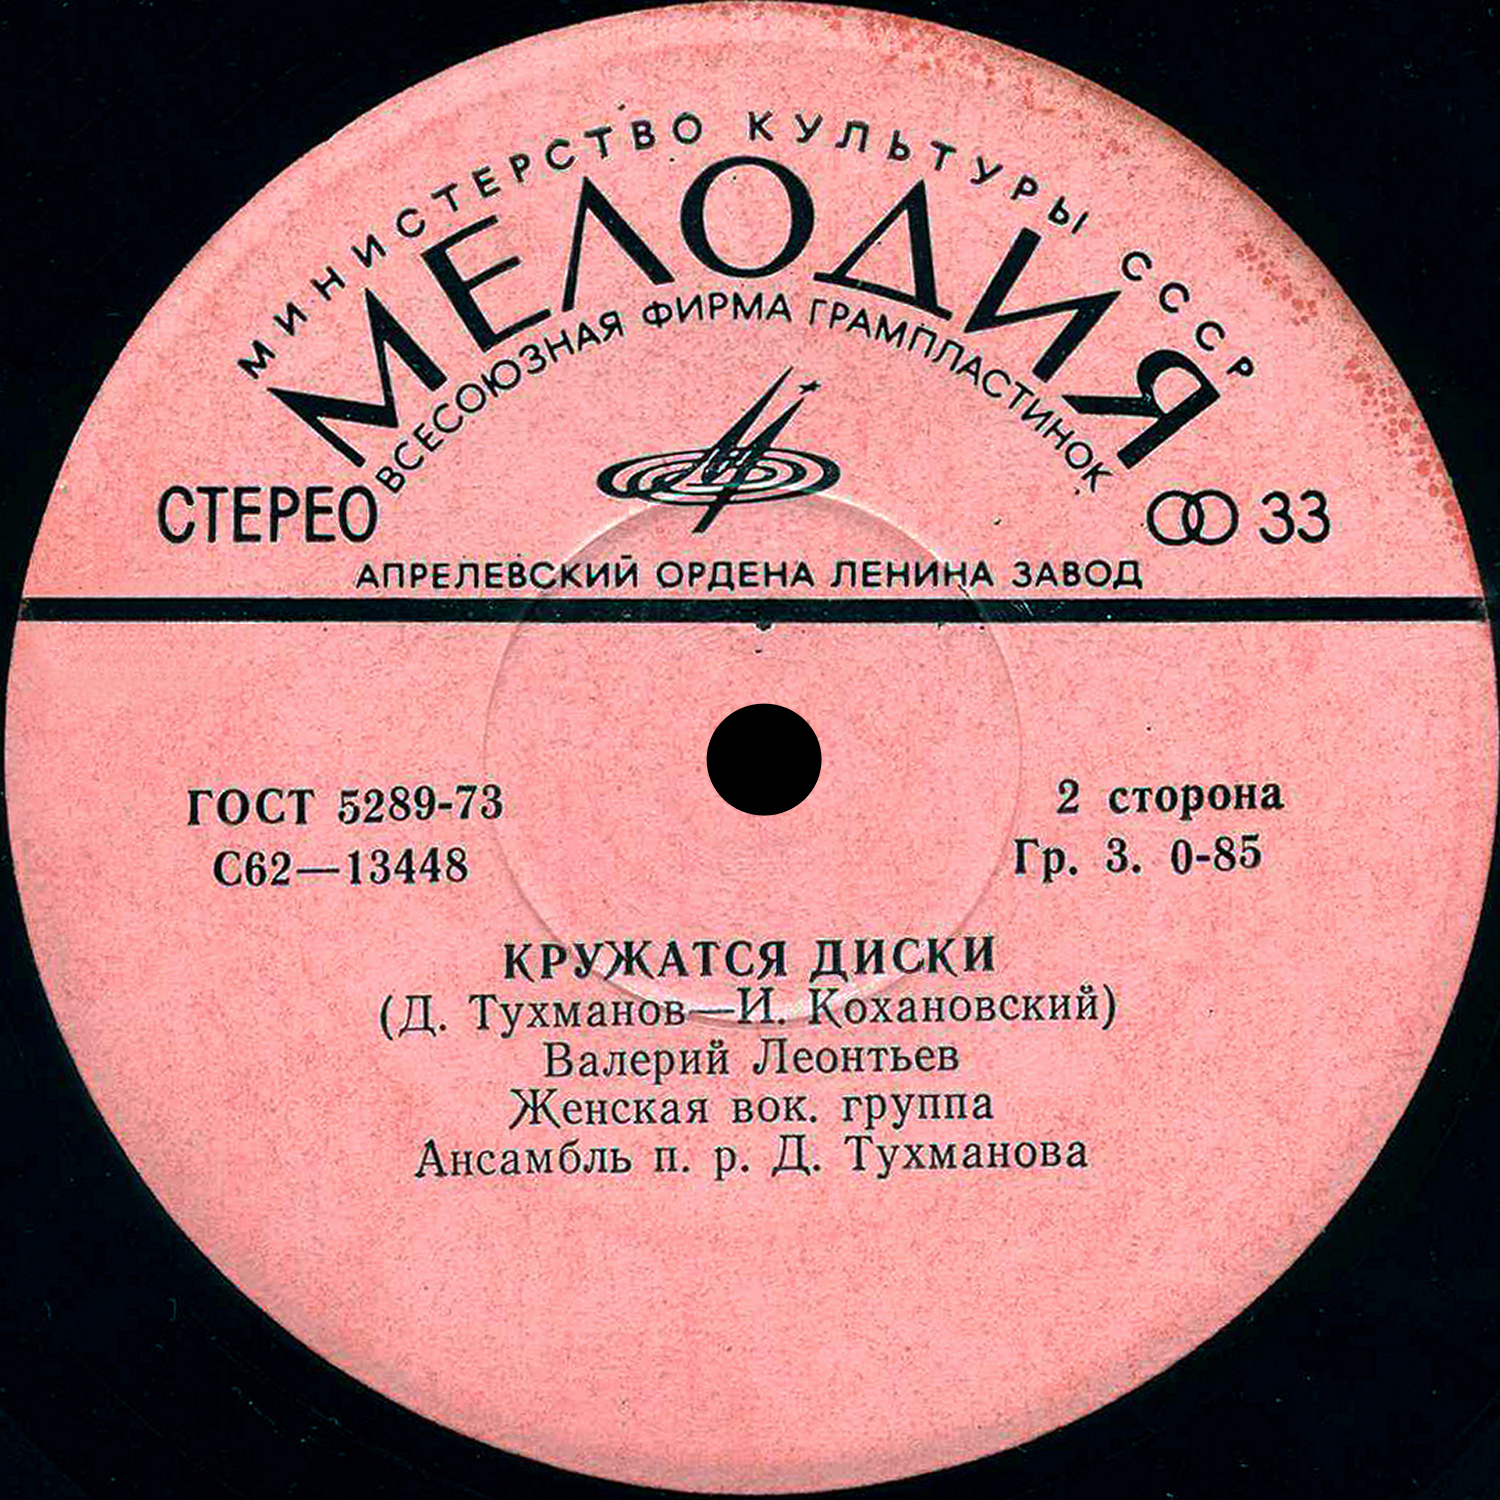 МИНИСТЕРСТВО КУЛЬТУРЫ СССР
МЕЛОДИЯ
ВСЕСОЮЗНАЯ ФИРМА ГРАМПЛАСТИНОК
СТЕРЕО
33
АПРЕЛЕВСКИЙ ОРДЕНА ЛЕНИНА ЗАВОД
ГОСТ 5289-73
2 сторона
С62—13448
Гр. 3. 0-85
КРУЖАТСЯ ДИСКИ
(Д. Тухманов—И. Кохановский)
Валерий Леонтьев
Женская вок. группа
Ансамбль п. р. Д. Тухманова